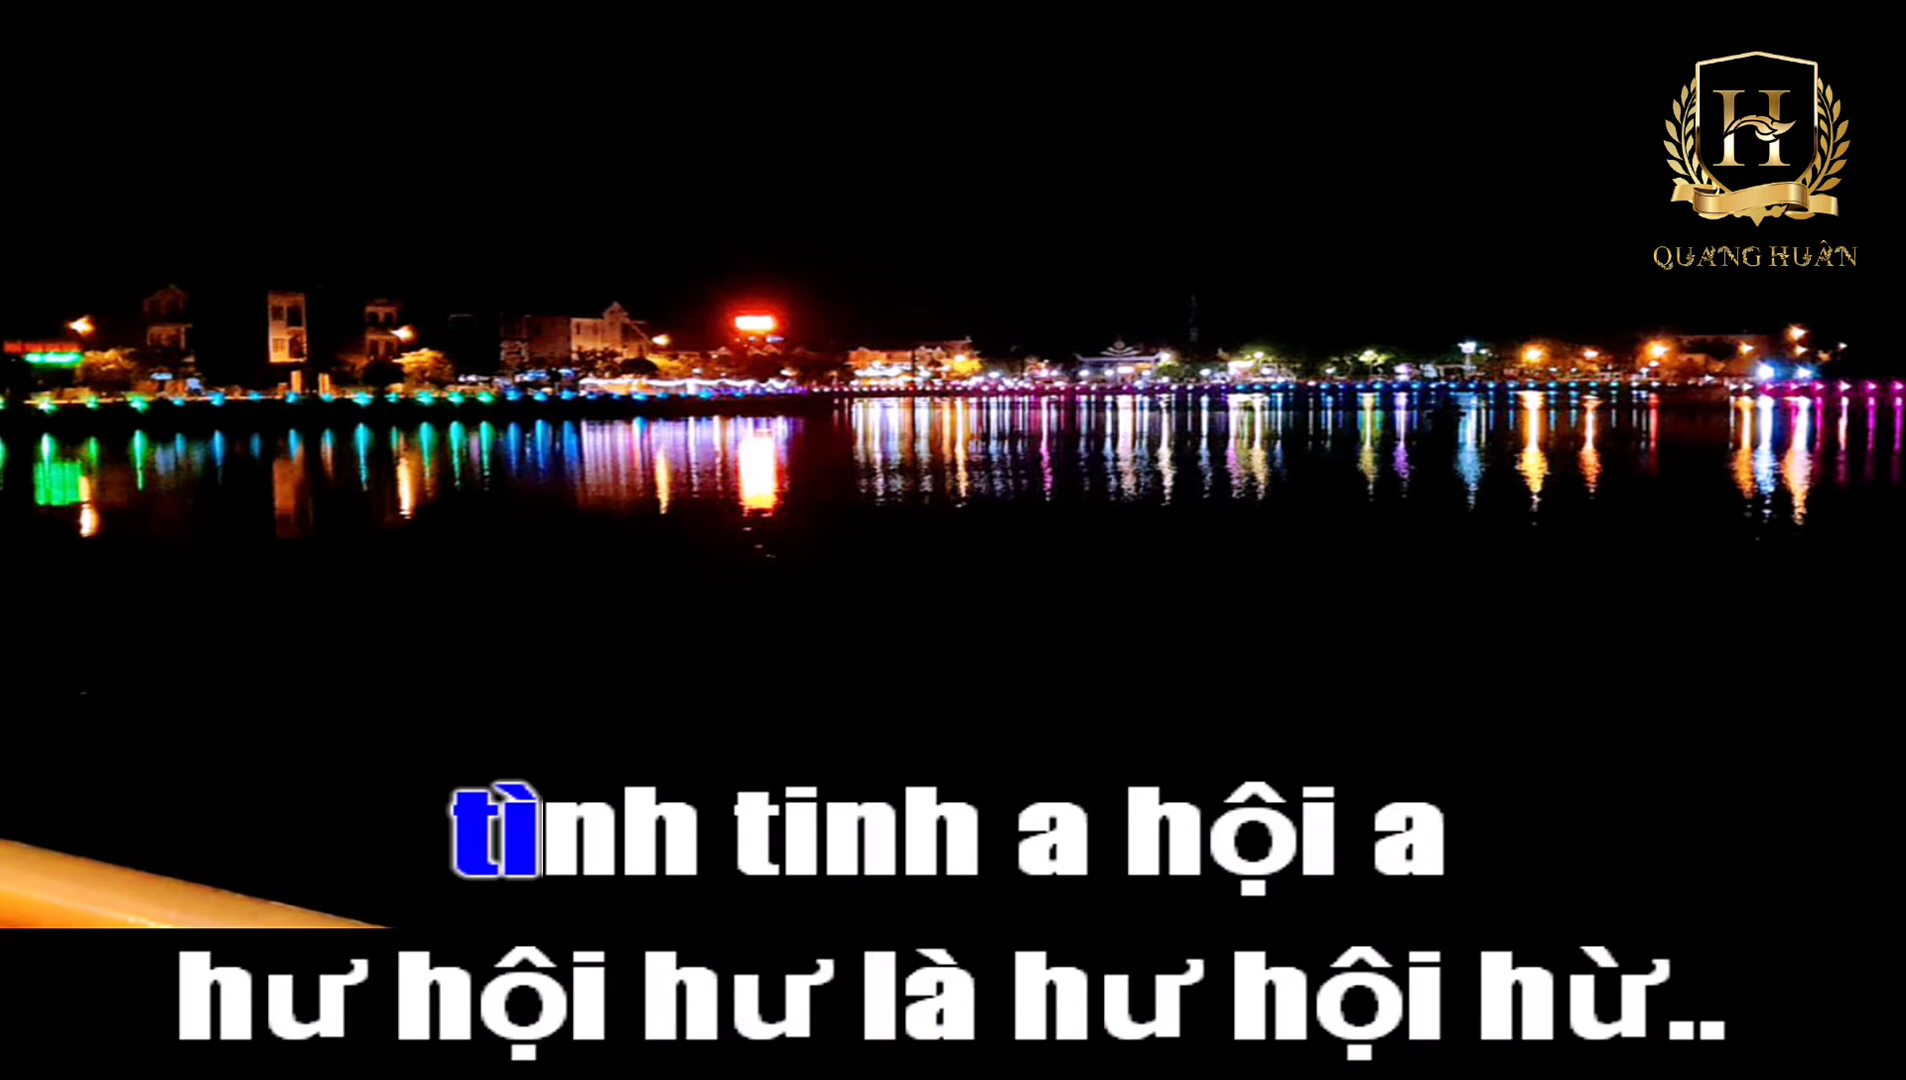 H
QUANG HUÂN
tình tinh a hội a
hư hội hư là hư hội hừ..